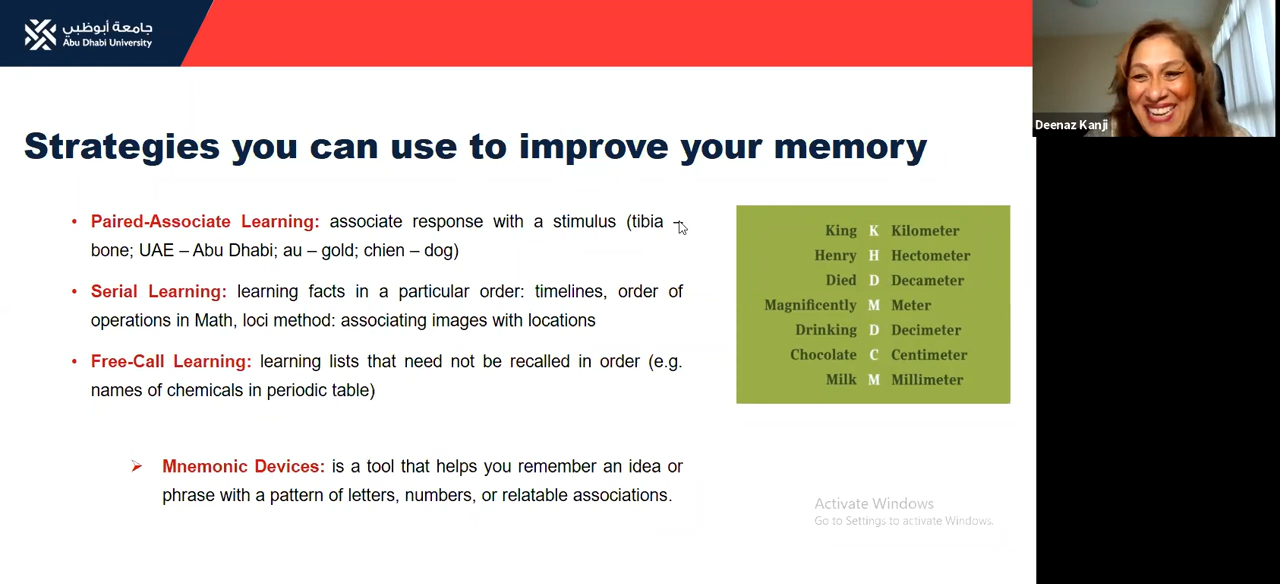 جامعة أبوظبي
Abu Dhabi University
Deenaz Kanji
Strategies you can use to improve your memory
• Paired-Associate Learning: associate response with a stimulus (tibia –
bone; UAE – Abu Dhabi; au – gold; chien – dog)
• Serial Learning: learning facts in a particular order: timelines, order of
operations in Math, loci method: associating images with locations
• Free-Call Learning: learning lists that need not be recalled in order (e.g.
names of chemicals in periodic table)
➢ Mnemonic Devices: is a tool that helps you remember an idea or
phrase with a pattern of letters, numbers, or relatable associations.
King K Kilometer
Henry H Hectometer
Died D Decameter
Magnificently M Meter
Drinking D Decimeter
Chocolate C Centimeter
Milk M Millimeter
Activate Windows
Go to Settings to activate Windows.